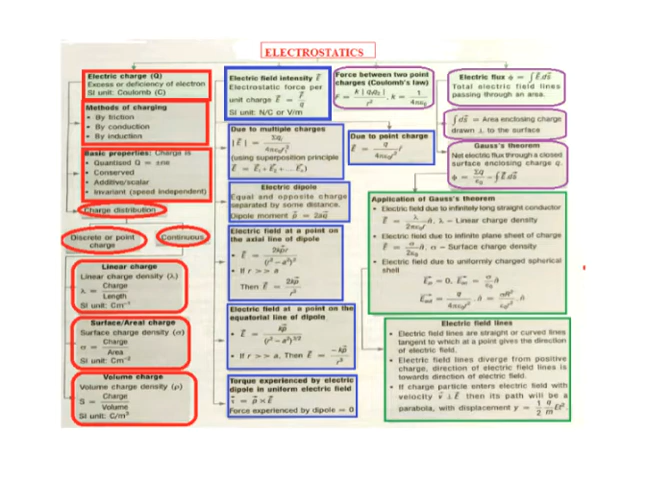 ELECTROSTATICS
Electric charge (Q)
Excess or deficiency of electron
SI unit: Coulomb (C)
Methods of charging
• By friction
• By conduction
• By induction
Basic properties: Charge is
• Quantised Q = ±ne
• Conserved
• Additive/scalar
• Invariant (speed independent)
Charge distribution
Discrete or point
charge
Continuous
Linear charge
Linear charge density (λ)
λ = Charge / Length
SI unit: Cm⁻¹
Surface/Areal charge
Surface charge density (σ)
σ = Charge / Area
SI unit: Cm⁻²
Volume charge
Volume charge density (ρ)
S = Charge / Volume
SI unit: C/m³
Electric field intensity E⃗
Electrostatic force per
unit charge E⃗ = F⃗ / q
SI unit: N/C or V/m
Due to multiple charges
(using superposition principle
Electric dipole
Equal and opposite charge
separated by some distance.
Dipole moment p⃗ = 2aq⃗
Electric field at a point on
the axial line of dipole
• E⃗ = 2kp⃗r / (r² – a²)²
• If r >> a
Then E⃗ = 2kp⃗ / r³
Electric field at a point on the
equatorial line of dipole
• If r >> a, Then E⃗ = –kp⃗ / r³
Torque experienced by electric
dipole in uniform electric field
τ⃗ = p⃗ × E⃗
Force experienced by dipole = 0
Force between two point
charges (Coulomb's law)
Due to point charge
Electric flux ϕ = ∫E⃗.ds⃗
Total electric field lines
passing through an area.
∫ds⃗ = Area enclosing charge
drawn ⊥ to the surface
Gauss's theorem
Net electric flux through a closed
surface enclosing charge q.
Application of Gauss's theorem
• Electric field due to infinitely long straight conductor
λ – Linear charge density
• Electric field due to infinite plane sheet of charge
σ – Surface charge density
• Electric field due to uniformly charged spherical
shell
Electric field lines
• Electric field lines are straight or curved lines
tangent to which at a point gives the direction
of electric field.
• Electric field lines diverge from positive
charge, direction of electric field lines is
towards direction of electric field.
• If charge particle enters electric field with
velocity v⃗ ⊥ E⃗ then its path will be a
parabola, with displacement y = 1/2 q/m Et².